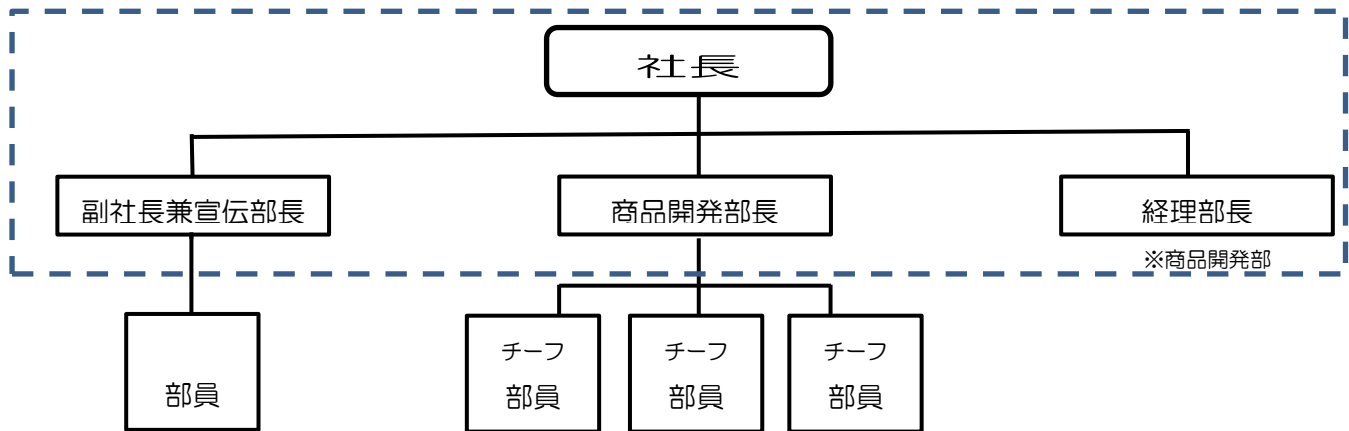 社長
副社長兼宣伝部長
商品開発部長
経理部長
※商品開発部
部員
チーフ
部員
チーフ
部員
チーフ
部員